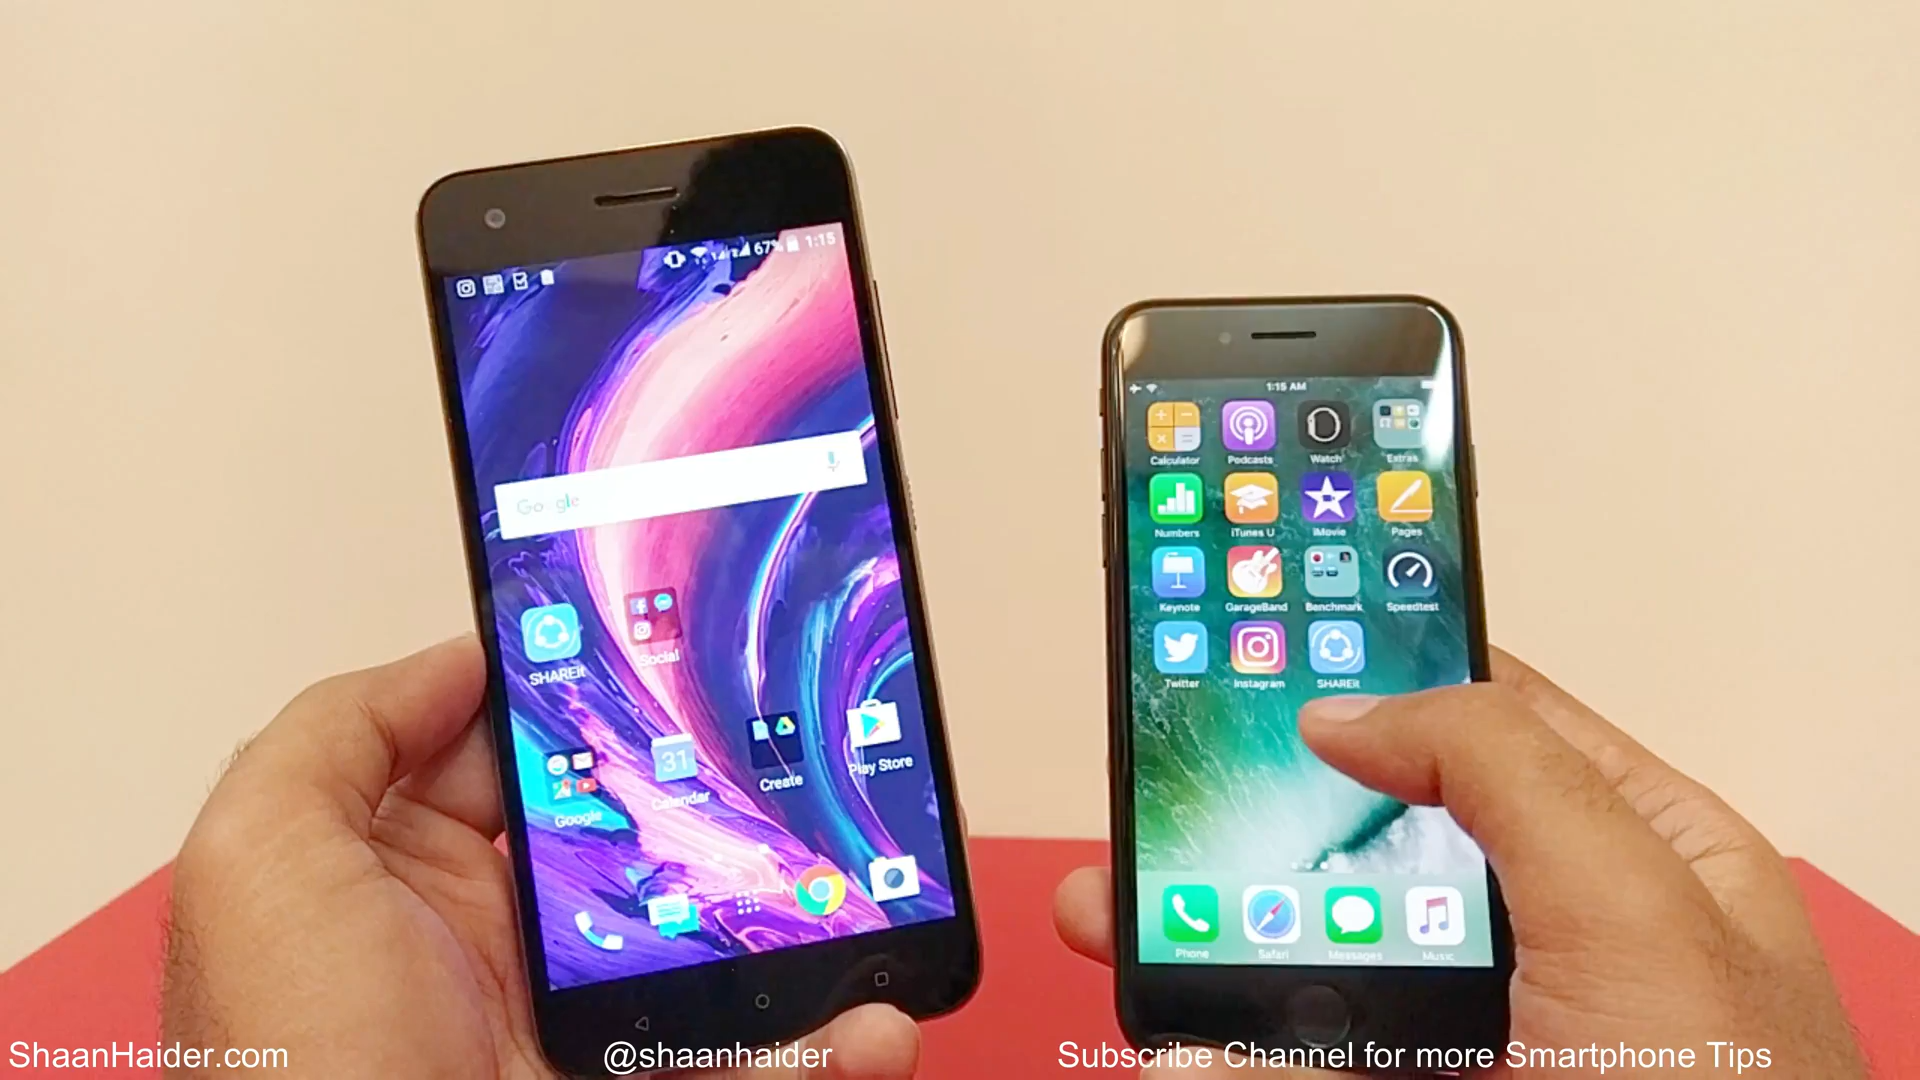 67% 1:15
Google
SHAREit
Social
Google
31
Calendar
Create
Play Store
1:15 AM
Calculator Podcasts Watch Extras
Numbers iTunes U iMovie Pages
Keynote GarageBand Benchmark Speedtest
Twitter Instagram SHAREit
Phone Safari Messages Music
ShaanHaider.com @shaanhaider Subscribe Channel for more Smartphone Tips